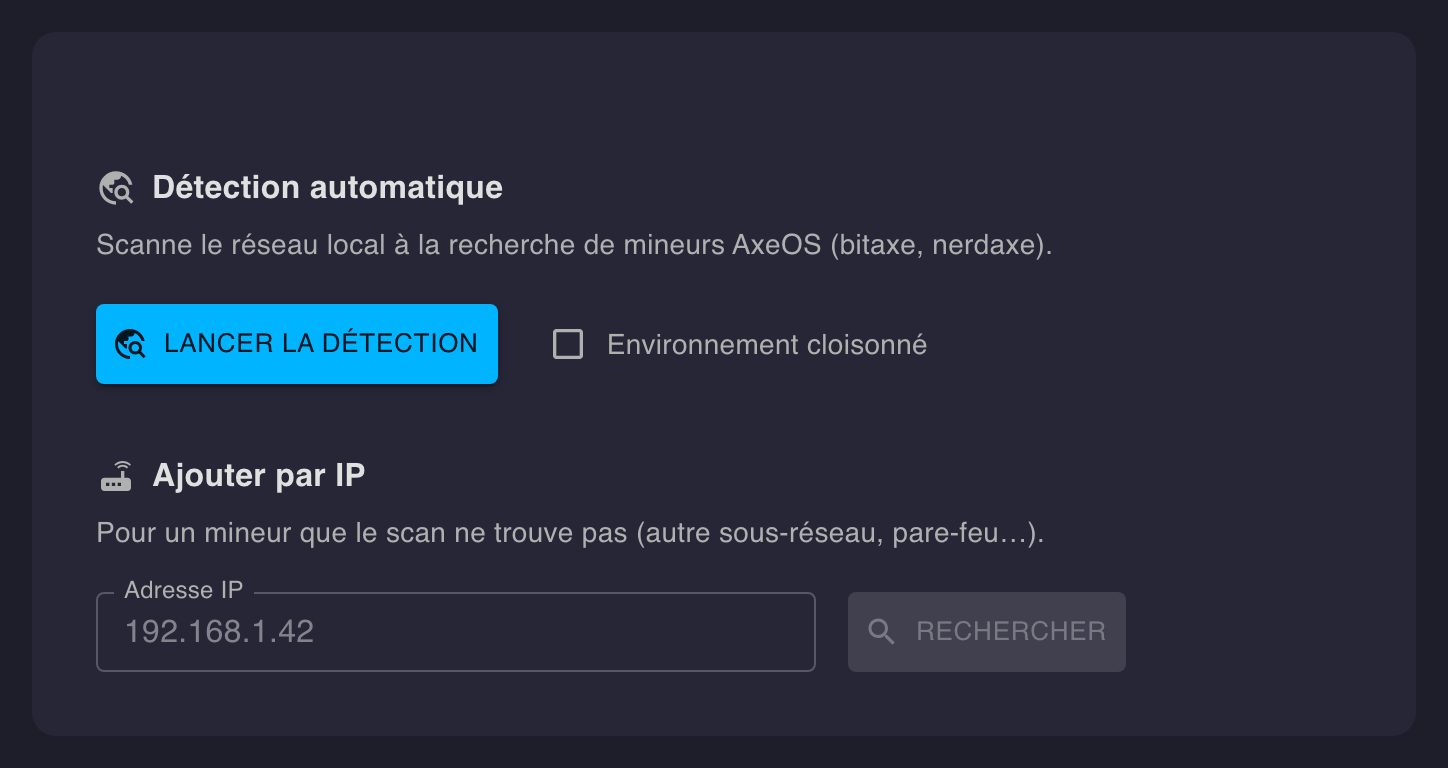 Détection automatique
Scanne le réseau local à la recherche de mineurs AxeOS (bitaxe, nerdaxe).
LANCER LA DÉTECTION
Environnement cloisonné
Ajouter par IP
Pour un mineur que le scan ne trouve pas (autre sous-réseau, pare-feu…).
Adresse IP
192.168.1.42
RECHERCHER